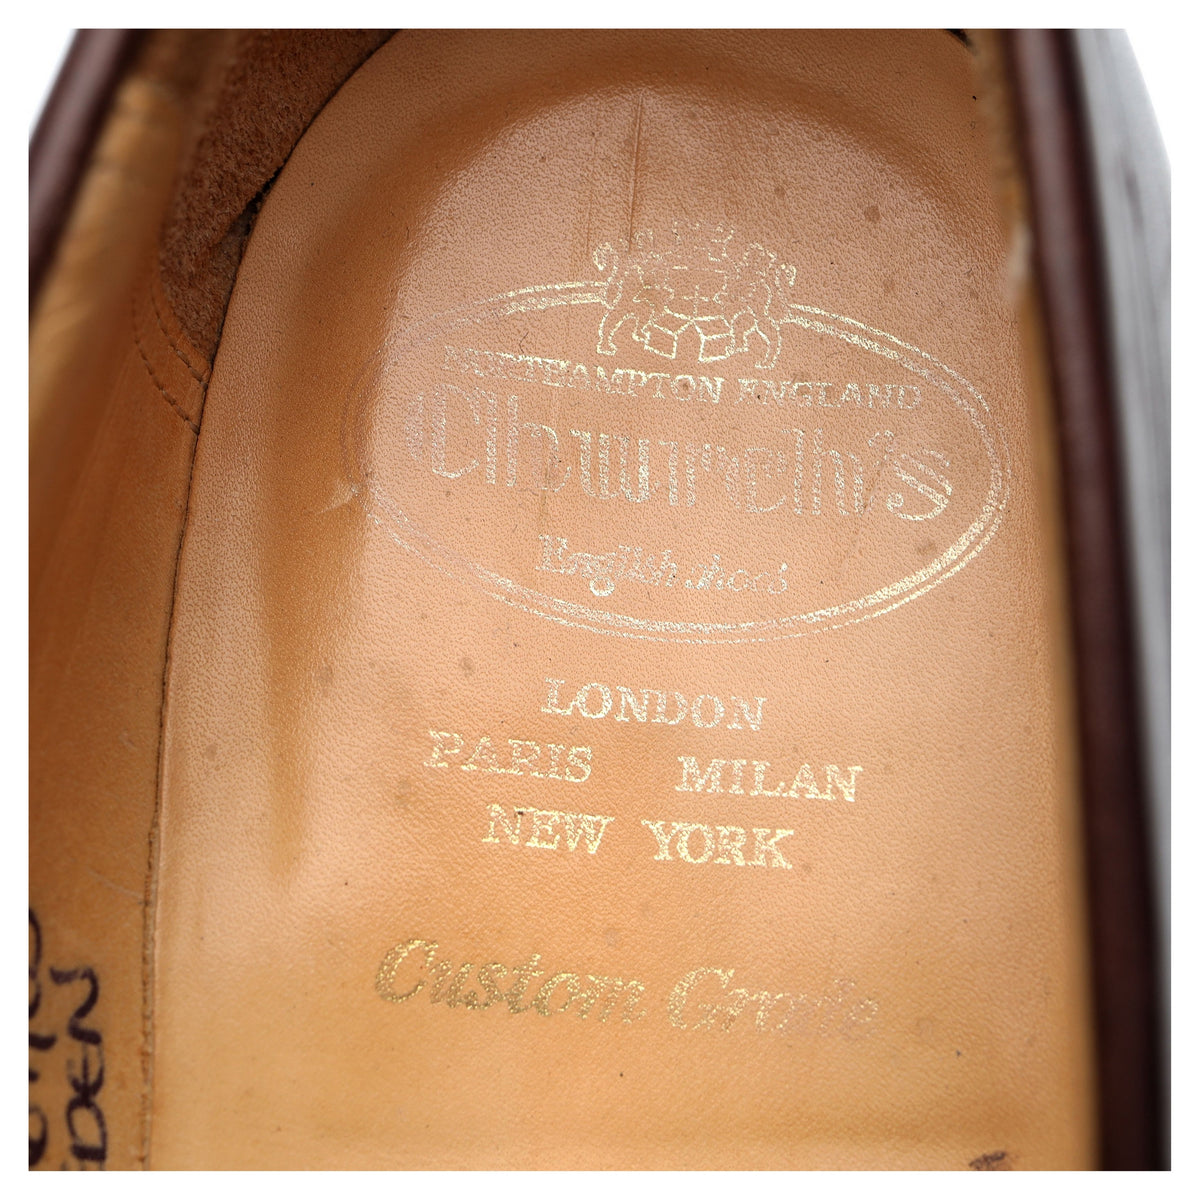 NORTHAMPTON ENGLAND
Church's
English shoes
LONDON
PARIS MILAN
NEW YORK
Custom Grade